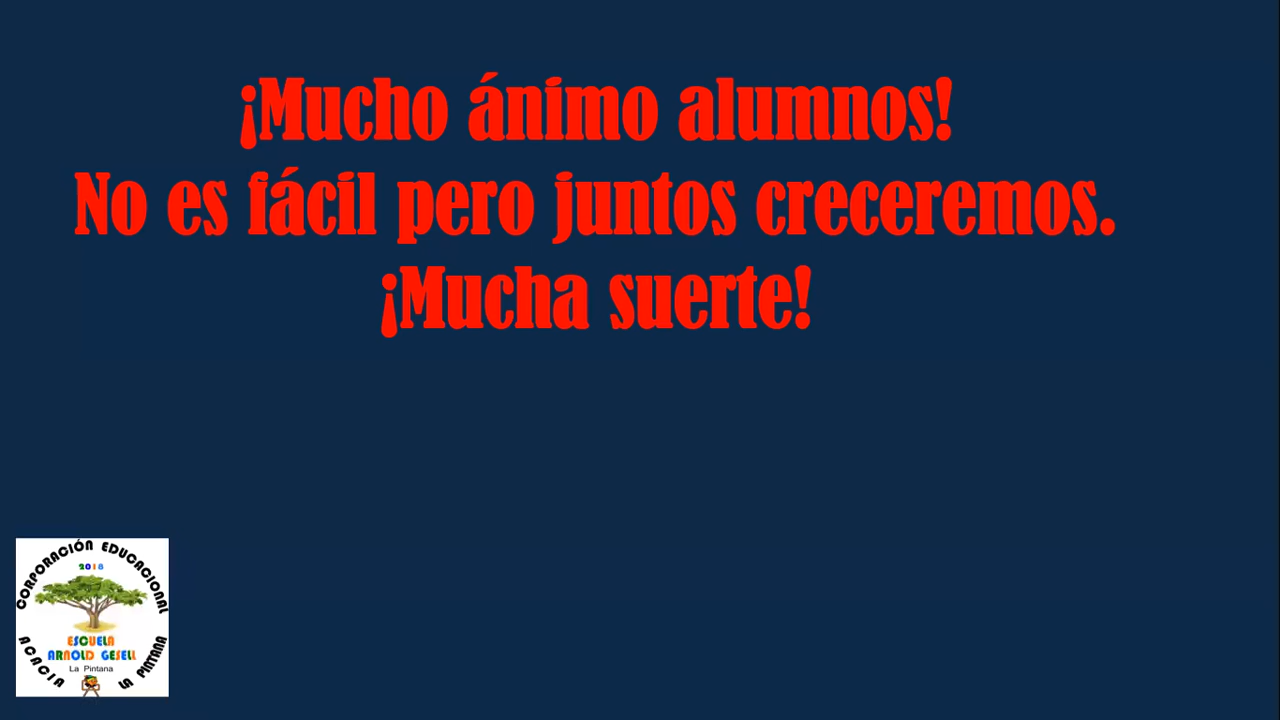 ¡Mucho ánimo alumnos!
No es fácil pero juntos creceremos.
¡Mucha suerte!
CORPORACIÓN EDUCACIONAL
2018
ESCUELA
ARNOLD GESELL
La Pintana
ACACIA
LA PINTANA